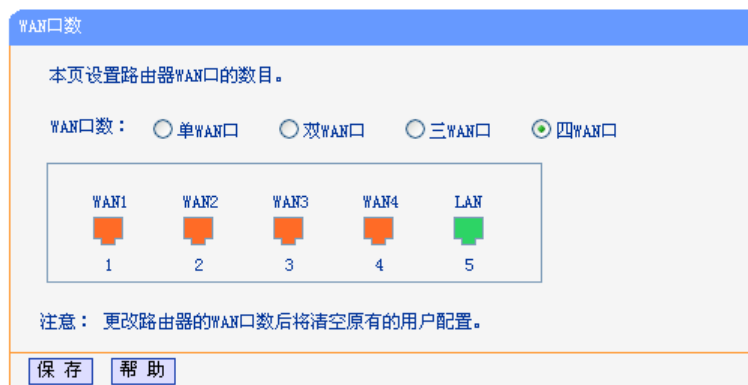 WAN口数
本页设置路由器WAN口的数目。
WAN口数： 单WAN口 双WAN口 三WAN口 四WAN口
WAN1 WAN2 WAN3 WAN4 LAN
1 2 3 4 5
注意： 更改路由器的WAN口数后将清空原有的用户配置。
保 存 帮 助